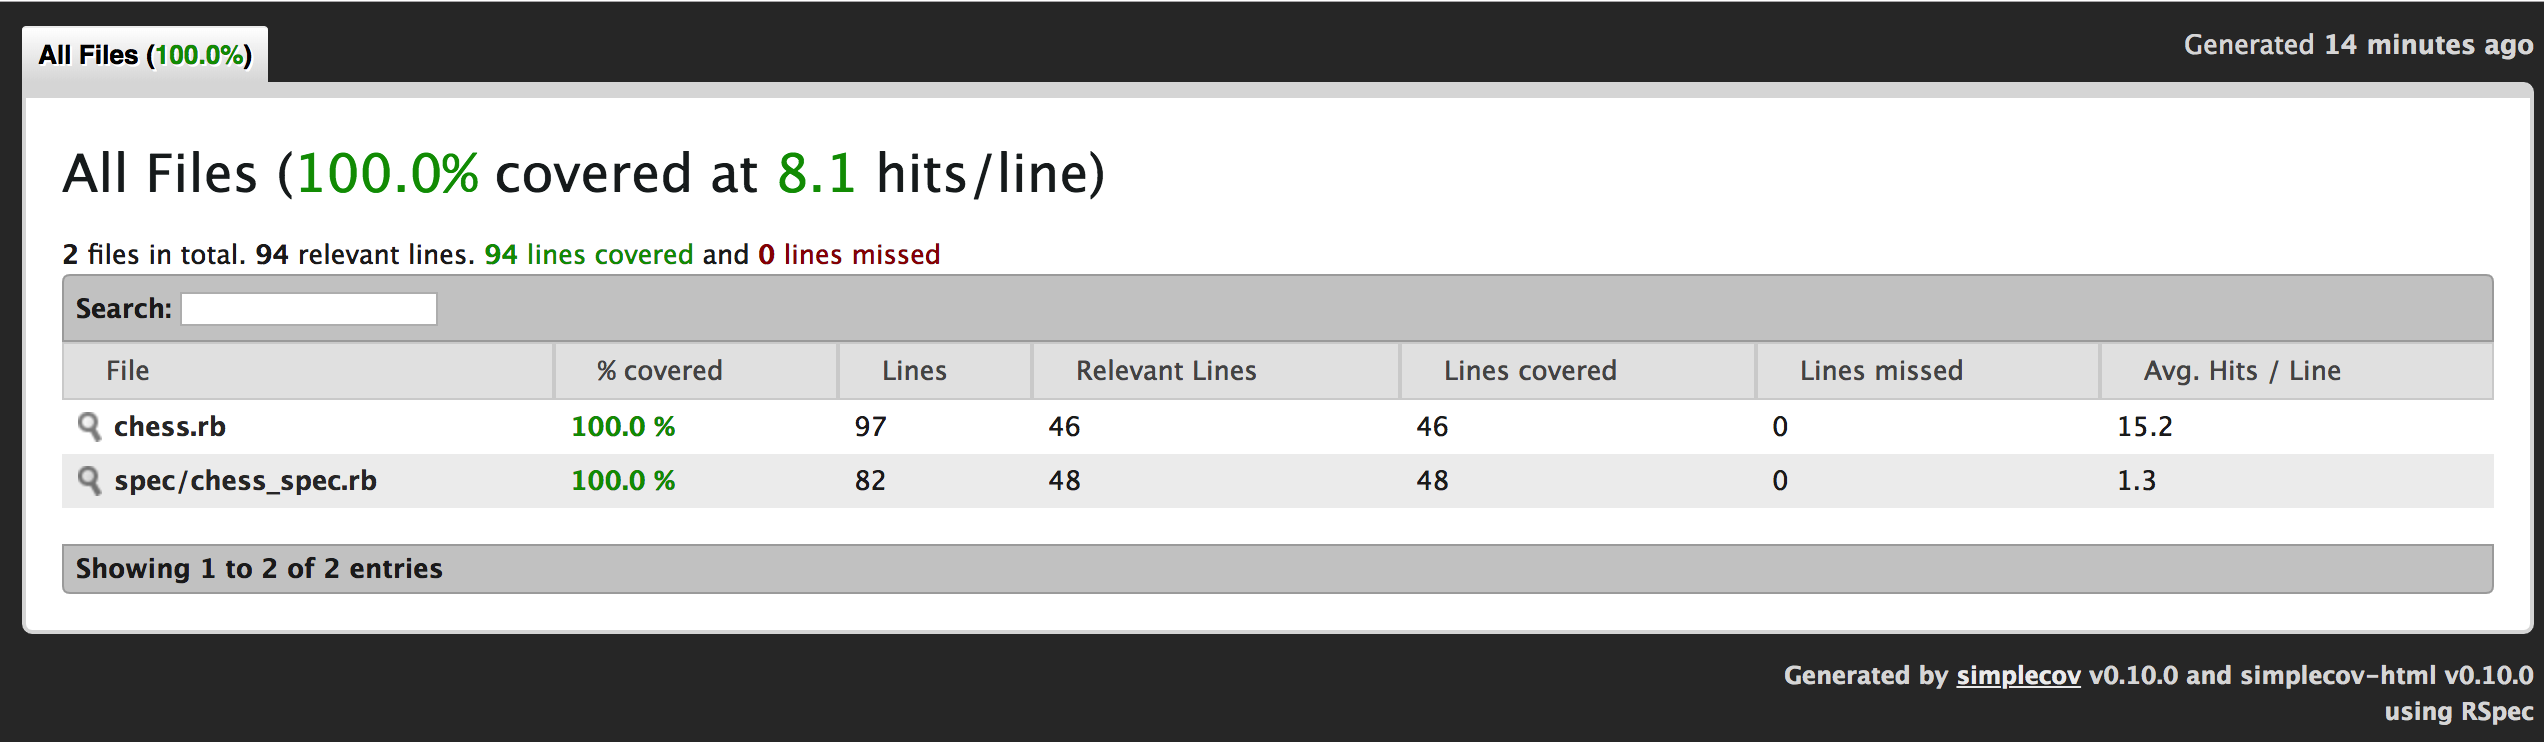 All Files (100.0%)
Generated 14 minutes ago
All Files (100.0% covered at 8.1 hits/line)
2 files in total. 94 relevant lines. 94 lines covered and 0 lines missed
Search:
File % covered Lines Relevant Lines Lines covered Lines missed Avg. Hits / Line
chess.rb 100.0 % 97 46 46 0 15.2
spec/chess_spec.rb 100.0 % 82 48 48 0 1.3
Showing 1 to 2 of 2 entries
Generated by simplecov v0.10.0 and simplecov-html v0.10.0
using RSpec